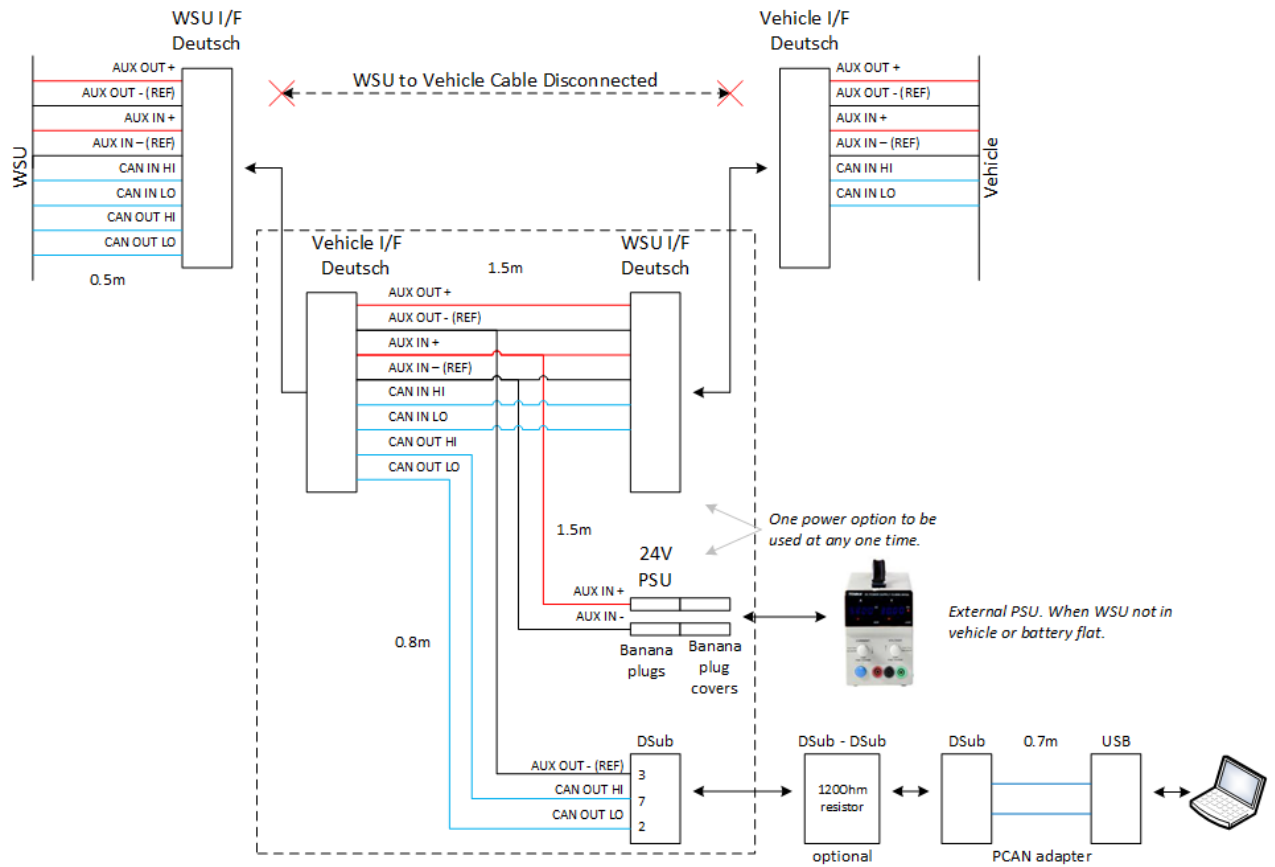 WSU I/F
Deutsch
Vehicle I/F
Deutsch
WSU to Vehicle Cable Disconnected
WSU
AUX OUT +
AUX OUT - (REF)
AUX IN +
AUX IN – (REF)
CAN IN HI
CAN IN LO
CAN OUT HI
CAN OUT LO
0.5m
AUX OUT +
AUX OUT - (REF)
AUX IN +
AUX IN – (REF)
CAN IN HI
CAN IN LO
Vehicle
Vehicle I/F
Deutsch
1.5m
WSU I/F
Deutsch
AUX OUT +
AUX OUT - (REF)
AUX IN +
AUX IN – (REF)
CAN IN HI
CAN IN LO
CAN OUT HI
CAN OUT LO
1.5m
One power option to be
used at any one time.
24V
PSU
AUX IN +
AUX IN -
Banana
plugs
Banana
plug
covers
External PSU. When WSU not in
vehicle or battery flat.
0.8m
DSub
AUX OUT - (REF)
3
CAN OUT HI
7
CAN OUT LO
2
DSub - DSub
120Ohm
resistor
optional
DSub
0.7m
USB
PCAN adapter